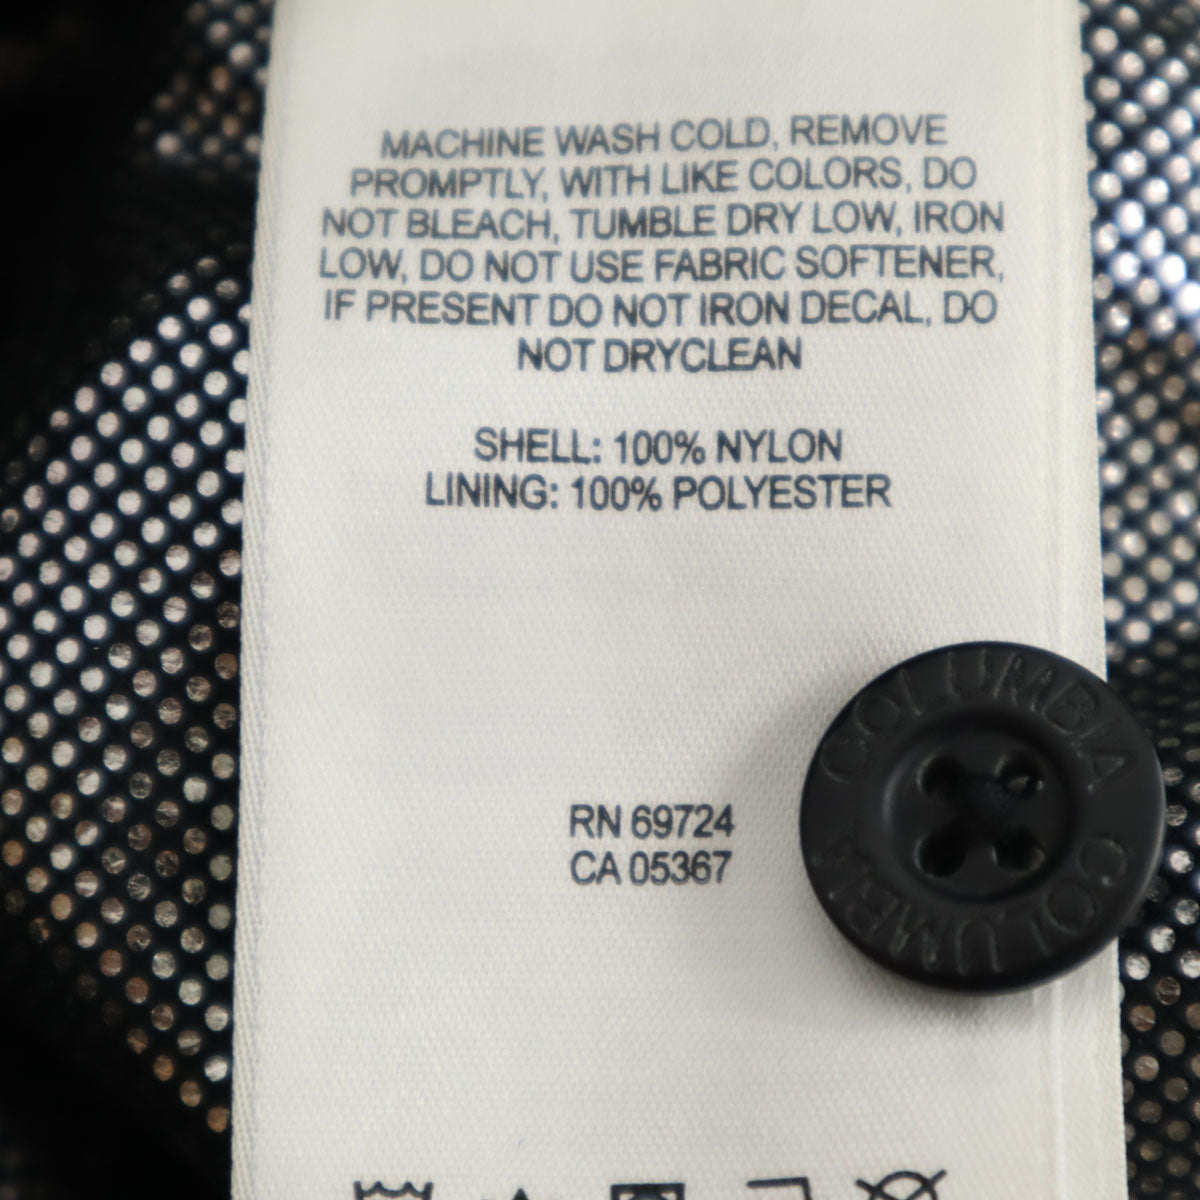 MACHINE WASH COLD, REMOVE
PROMPTLY, WITH LIKE COLORS, DO
NOT BLEACH, TUMBLE DRY LOW, IRON
LOW, DO NOT USE FABRIC SOFTENER,
IF PRESENT DO NOT IRON DECAL, DO
NOT DRYCLEAN
SHELL: 100% NYLON
LINING: 100% POLYESTER
RN 69724
CA 05367
COLUMBIA COLUMBIA